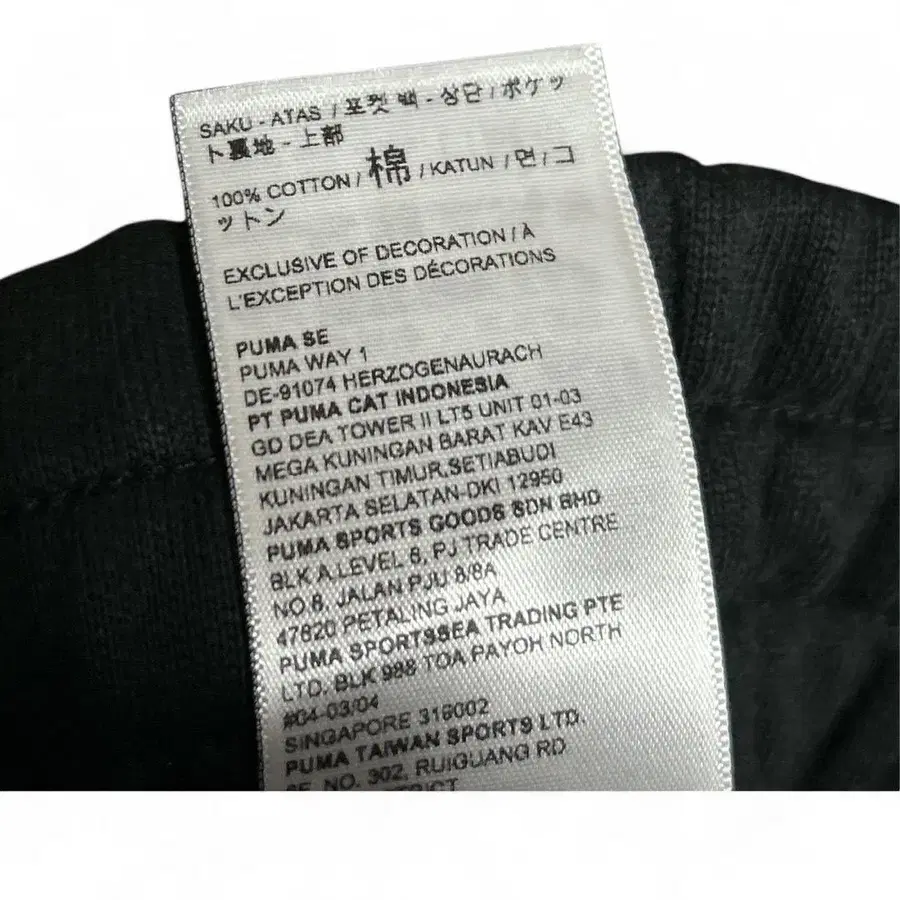 SAKU - ATAS / 포켓 백 - 상단 / ポケッ
ト裏地 - 上部
100% COTTON / 棉 / KATUN / 면 / コ
ットン
EXCLUSIVE OF DECORATION / À
L'EXCEPTION DES DÉCORATIONS
PUMA SE
PUMA WAY 1
DE-91074 HERZOGENAURACH
PT PUMA CAT INDONESIA
GD DEA TOWER II LT5 UNIT 01-03
MEGA KUNINGAN BARAT KAV E43
KUNINGAN TIMUR,SETIABUDI
JAKARTA SELATAN-DKI 12950
PUMA SPORTS GOODS SDN BHD
BLK A,LEVEL 8, PJ TRADE CENTRE
NO.8, JALAN PJU 8/8A
47820 PETALING JAYA
PUMA SPORTSSEA TRADING PTE
LTD. BLK 998 TOA PAYOH NORTH
#04-03/04
SINGAPORE 318002
PUMA TAIWAN SPORTS LTD.
NO. 302, RUIGUANG RD